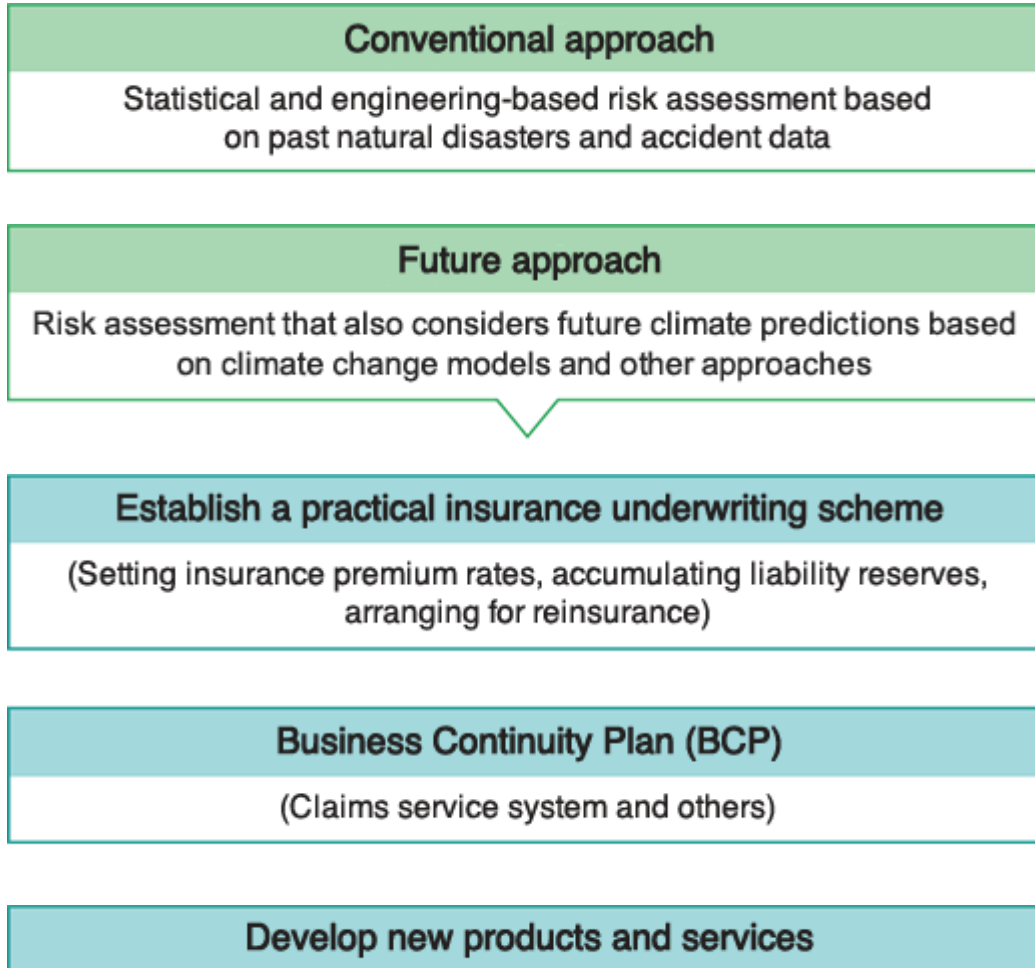 Conventional approach
Statistical and engineering-based risk assessment based
on past natural disasters and accident data
Future approach
Risk assessment that also considers future climate predictions based
on climate change models and other approaches
Establish a practical insurance underwriting scheme
(Setting insurance premium rates, accumulating liability reserves,
arranging for reinsurance)
Business Continuity Plan (BCP)
(Claims service system and others)
Develop new products and services